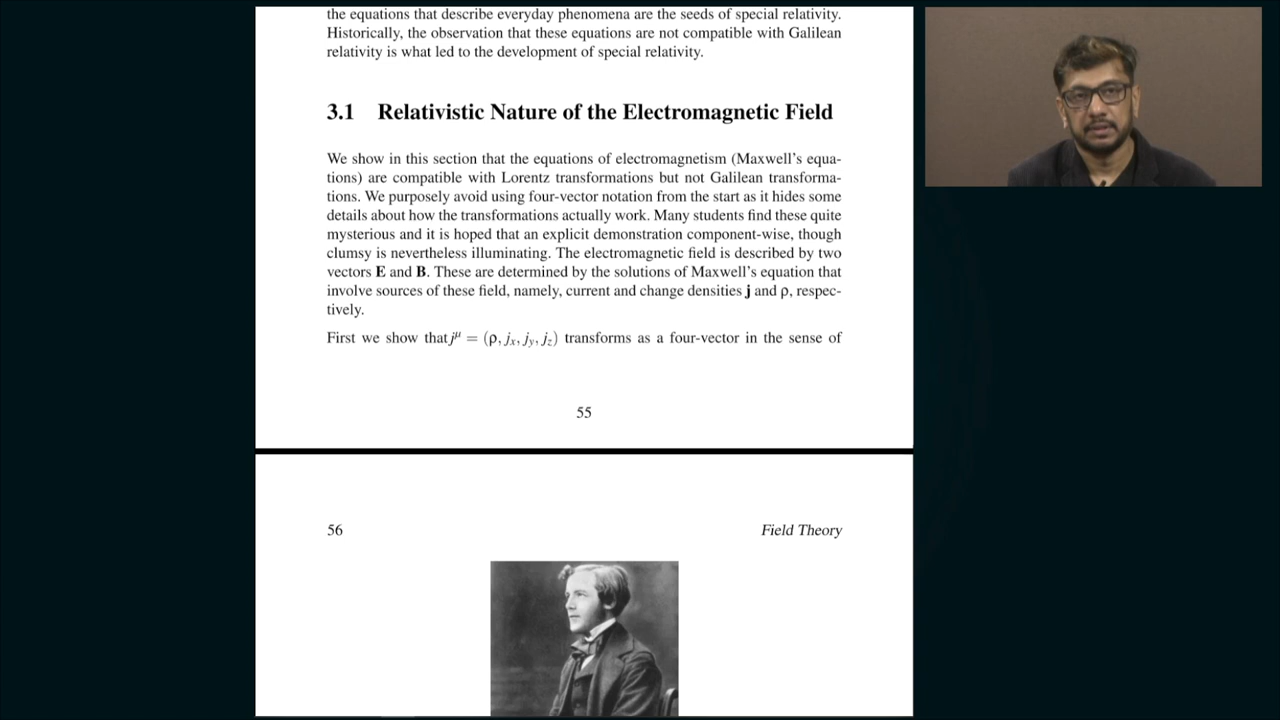 the equations that describe everyday phenomena are the seeds of special relativity.
Historically, the observation that these equations are not compatible with Galilean
relativity is what led to the development of special relativity.
3.1 Relativistic Nature of the Electromagnetic Field
We show in this section that the equations of electromagnetism (Maxwell's equa-
tions) are compatible with Lorentz transformations but not Galilean transforma-
tions. We purposely avoid using four-vector notation from the start as it hides some
details about how the transformations actually work. Many students find these quite
mysterious and it is hoped that an explicit demonstration component-wise, though
clumsy is nevertheless illuminating. The electromagnetic field is described by two
vectors E and B. These are determined by the solutions of Maxwell's equation that
involve sources of these field, namely, current and change densities j and ρ, respec-
tively.
First we show that j^μ = (ρ, j_x, j_y, j_z) transforms as a four-vector in the sense of
55
56 Field Theory